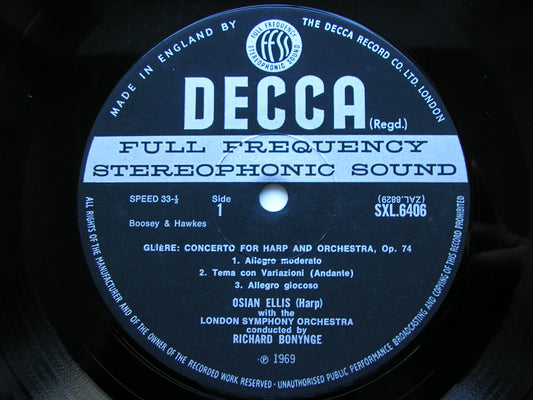 MADE IN ENGLAND BY
THE DECCA RECORD CO. LTD. LONDON
FULL FREQUENCY
ffss
STEREOPHONIC SOUND
DECCA (Regd.)
FULL FREQUENCY
STEREOPHONIC SOUND
SPEED 33-⅓
Side
1
(ZAL.8829)
SXL.6406
Boosey & Hawkes
GLIÈRE: CONCERTO FOR HARP AND ORCHESTRA, Op. 74
1. Allegro moderato
2. Tema con Variazioni (Andante)
3. Allegro giocoso
OSIAN ELLIS (Harp)
with the
LONDON SYMPHONY ORCHESTRA
conducted by
RICHARD BONYNGE
℗ 1969
ALL RIGHTS OF THE MANUFACTURER AND OF THE OWNER OF THE RECORDED WORK RESERVED · UNAUTHORISED PUBLIC PERFORMANCE BROADCASTING AND COPYING OF THIS RECORD PROHIBITED